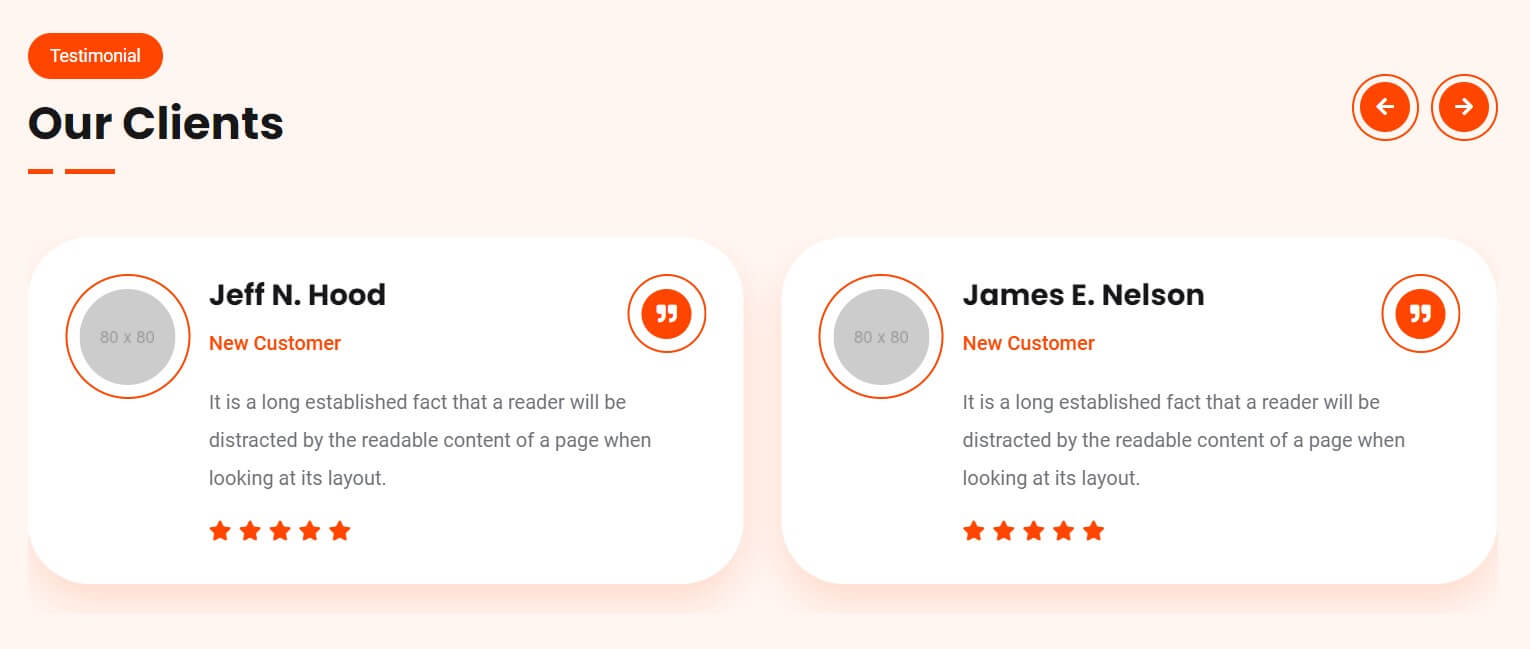 Testimonial
Our Clients
80 x 80
Jeff N. Hood
New Customer
It is a long established fact that a reader will be
distracted by the readable content of a page when
looking at its layout.
80 x 80
James E. Nelson
New Customer
It is a long established fact that a reader will be
distracted by the readable content of a page when
looking at its layout.